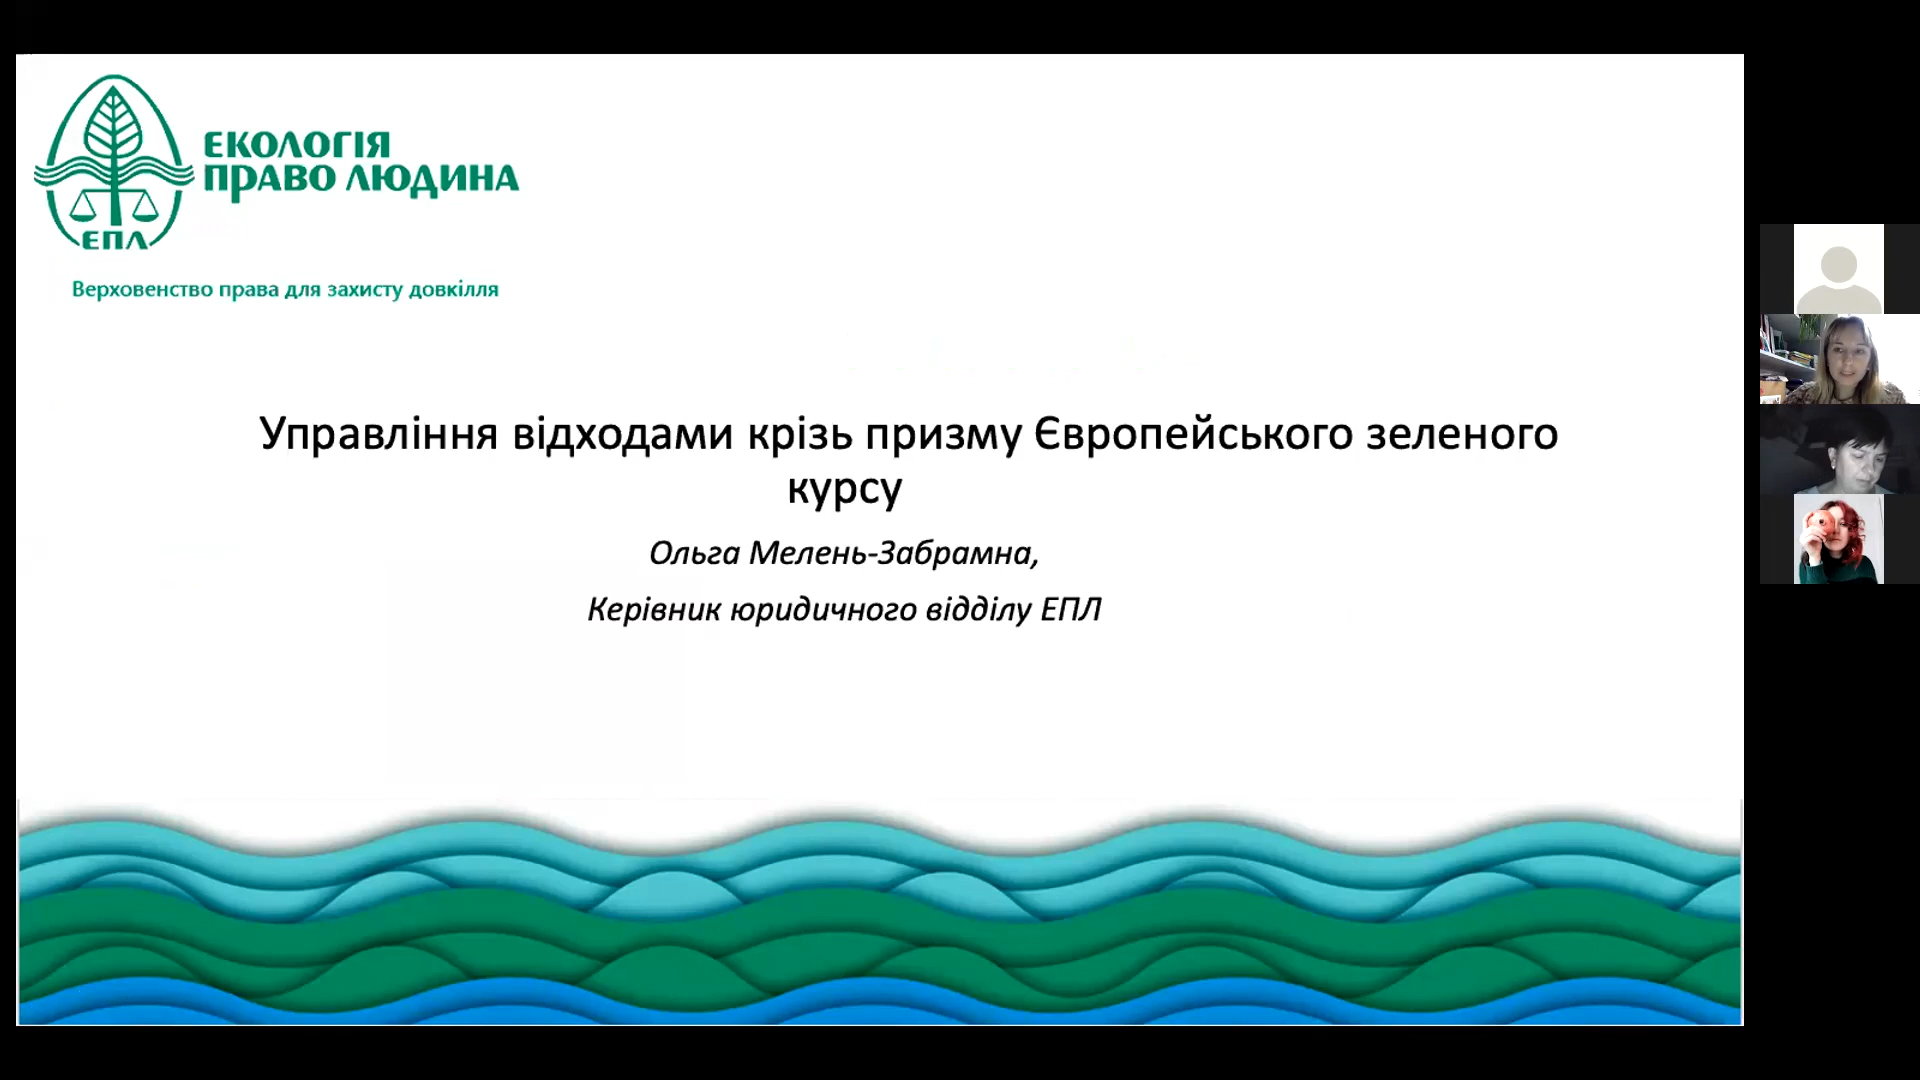 ЕКОЛОГІЯ
ПРАВО ЛЮДИНА
ЕПЛ
Верховенство права для захисту довкілля
Управління відходами крізь призму Європейського зеленого
курсу
Ольга Мелень-Забрамна,
Керівник юридичного відділу ЕПЛ